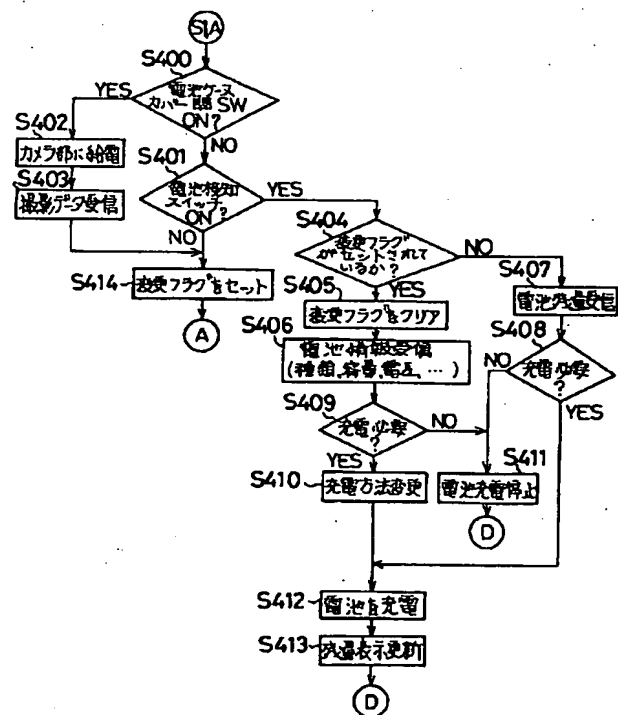 S1A
S400
電池ケース
カバー開SW
ON?
YES
NO
S402
カメラ部に給電
S403
撮影データ受信
S401
電池検知
スイッチ
ON?
YES
NO
S414
変更フラグをセット
A
S404
変更フラグ
がセットされて
いるか?
NO
YES
S405
変更フラグをクリア
S406
電池情報受信
(種類、容量、電圧、…)
S407
電池残量受信
S408
充電必要
?
NO
YES
S409
充電必要
?
NO
YES
S410
充電方法変更
S411
電池充電停止
D
S412
電池を充電
S413
残量表示更新
D